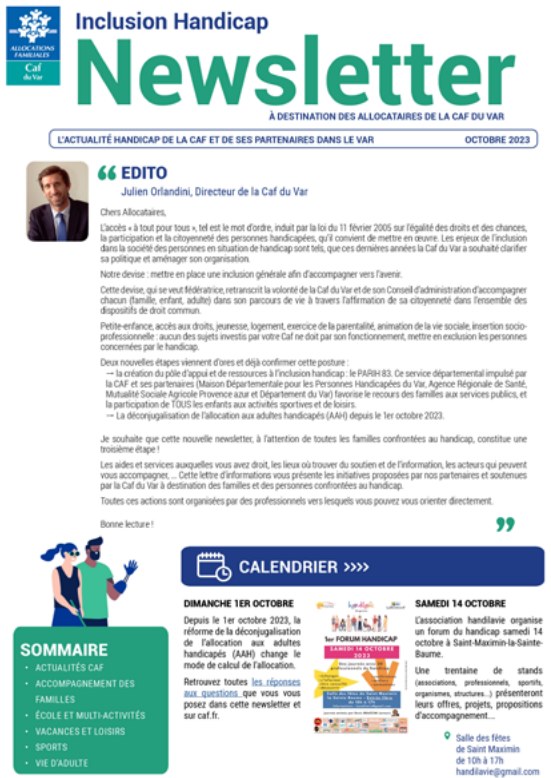 ALLOCATIONS
FAMILIALES
Caf
du Var
Inclusion Handicap
Newsletter
À DESTINATION DES ALLOCATAIRES DE LA CAF DU VAR
L'ACTUALITÉ HANDICAP DE LA CAF ET DE SES PARTENAIRES DANS LE VAR
OCTOBRE 2023
EDITO
Julien Orlandini, Directeur de la Caf du Var
Chers Allocataires,
L'accès « à tout pour tous », tel est le mot d'ordre, induit par la loi du 11 février 2005 sur l'égalité des droits et des chances,
la participation et la citoyenneté des personnes handicapées, qu'il convient de mettre en œuvre. Les enjeux de l'inclusion
dans la société des personnes en situation de handicap sont tels, que ces dernières années la Caf du Var a souhaité clarifier
sa politique et aménager son organisation.
Notre devise : mettre en place une inclusion générale afin d'accompagner vers l'avenir.
Cette devise, qui se veut fédératrice, retranscrit la volonté de la Caf du Var et de son Conseil d'administration d'accompagner
chacun (famille, enfant, adulte) dans son parcours de vie à travers l'affirmation de sa citoyenneté dans l'ensemble des
dispositifs de droit commun.
Petite-enfance, accès aux droits, jeunesse, logement, exercice de la parentalité, animation de la vie sociale, insertion socio-
professionnelle : aucun des sujets investis par votre Caf ne doit par son fonctionnement, mettre en exclusion les personnes
concernées par le handicap.
Deux nouvelles étapes viennent d'ores et déjà confirmer cette posture :
→ la création du pôle d'appui et de ressources à l'inclusion handicap : le PARIH 83. Ce service départemental impulsé par
la CAF et ses partenaires (Maison Départementale pour les Personnes Handicapées du Var, Agence Régionale de Santé,
Mutualité Sociale Agricole Provence azur et Département du Var) favorise le recours des familles aux services publics, et
la participation de TOUS les enfants aux activités sportives et de loisirs.
→ La déconjugalisation de l'allocation aux adultes handicapés (AAH) depuis le 1er octobre 2023.
Je souhaite que cette nouvelle newsletter, à l'attention de toutes les familles confrontées au handicap, constitue une
troisième étape !
Les aides et services auxquelles vous avez droit, les lieux où trouver du soutien et de l'information, les acteurs qui peuvent
vous accompagner, ... Cette lettre d'informations vous présente les initiatives proposées par nos partenaires et soutenues
par la Caf du Var à destination des familles et des personnes confrontées au handicap.
Toutes ces actions sont organisées par des professionnels vers lesquels vous pouvez vous orienter directement.
Bonne lecture !
CALENDRIER >>>>
DIMANCHE 1ER OCTOBRE
Depuis le 1er octobre 2023, la
réforme de la déconjugalisation
de l'allocation aux adultes
handicapés (AAH) change le
mode de calcul de l'allocation.
Retrouvez toutes les réponses
aux questions que vous vous
posez dans cette newsletter et
sur caf.fr.
1er FORUM HANDICAP
SAMEDI 14 OCTOBRE
2023
SAMEDI 14 OCTOBRE
L'association handilavie organise
un forum du handicap samedi 14
octobre à Saint-Maximin-la-Sainte-
Baume.
Une trentaine de stands
(associations, professionnels, sportifs,
organismes, structures...) présenteront
leurs offres, projets, propositions
d'accompagnement...
Salle des fêtes
de Saint Maximin
de 10h à 17h
handilavie@gmail.com
SOMMAIRE
• ACTUALITÉS CAF
• ACCOMPAGNEMENT DES
FAMILLES
• ÉCOLE ET MULTI-ACTIVITÉS
• VACANCES ET LOISIRS
• SPORTS
• VIE D'ADULTE